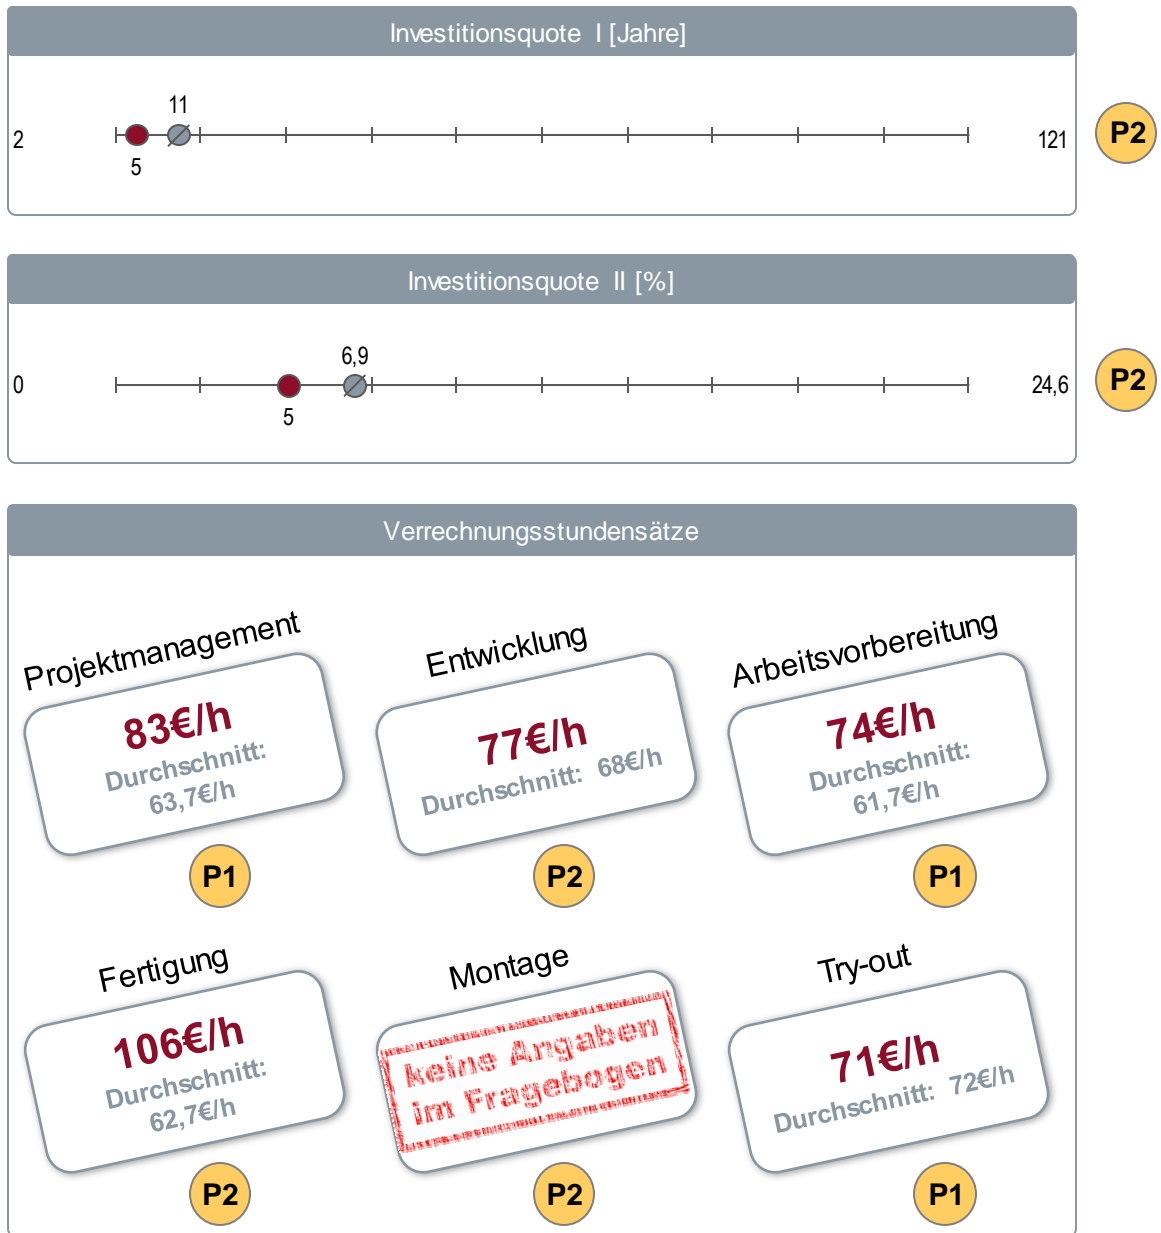 Investitionsquote I [Jahre]
11
2
121
5
P2
Investitionsquote II [%]
6,9
0
24,6
5
P2
Verrechnungsstundensätze
Projektmanagement
83€/h
Durchschnitt:
63,7€/h
P1
Entwicklung
77€/h
Durchschnitt: 68€/h
P2
Arbeitsvorbereitung
74€/h
Durchschnitt:
61,7€/h
P1
Fertigung
106€/h
Durchschnitt:
62,7€/h
P2
Montage
keine Angaben
im Fragebogen
P2
Try-out
71€/h
Durchschnitt: 72€/h
P1